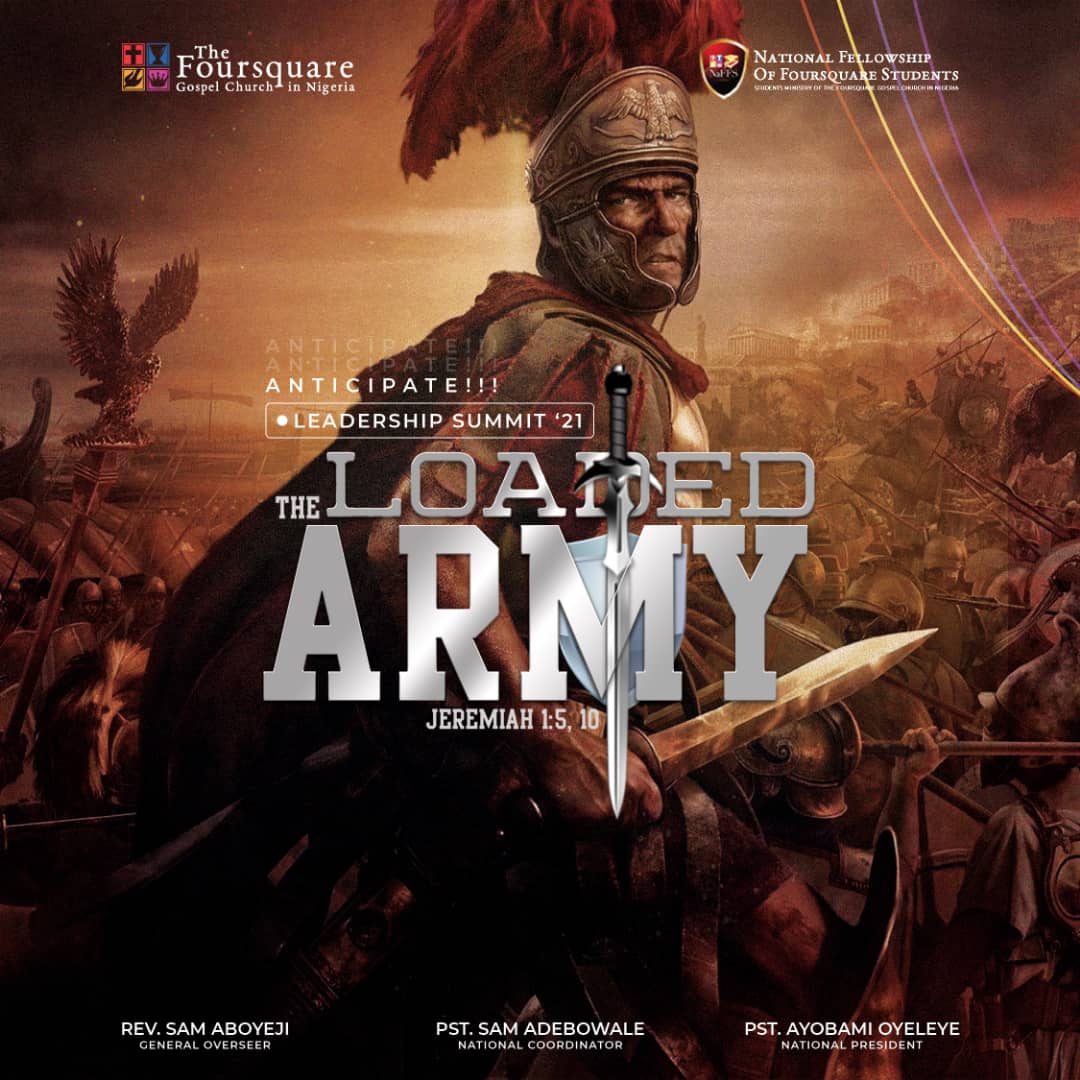 The
Foursquare
Gospel Church in Nigeria
NaFFS
National Fellowship
Of Foursquare Students
STUDENTS MINISTRY OF THE FOURSQUARE GOSPEL CHURCH IN NIGERIA
ANTICIPATE!!!
ANTICIPATE!!!
ANTICIPATE!!!
LEADERSHIP SUMMIT ‘21
THE LOADED
ARMY
JEREMIAH 1:5, 10
REV. SAM ABOYEJI
GENERAL OVERSEER
PST. SAM ADEBOWALE
NATIONAL COORDINATOR
PST. AYOBAMI OYELEYE
NATIONAL PRESIDENT